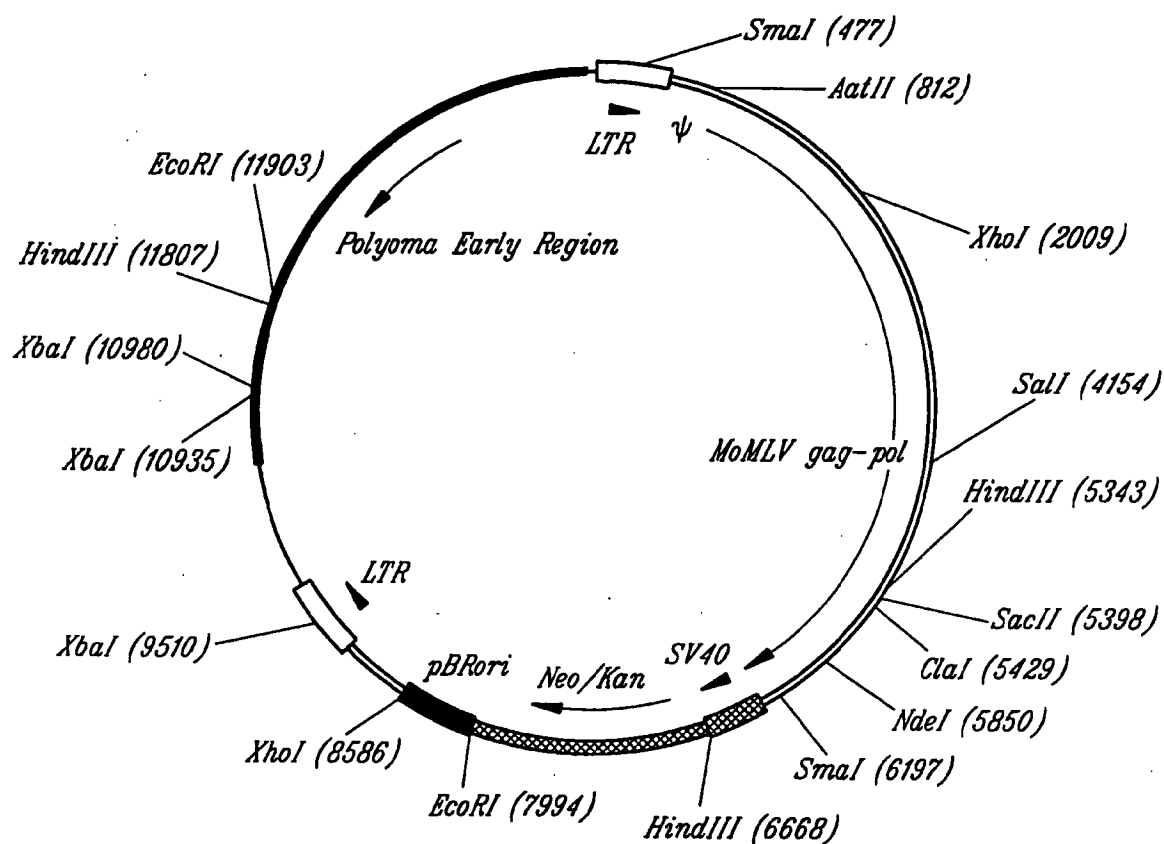 SmaI (477)
AatII (812)
LTR
ψ
EcoRI (11903)
Polyoma Early Region
XhoI (2009)
HindIII (11807)
XbaI (10980)
SalI (4154)
XbaI (10935)
MoMLV gag-pol
HindIII (5343)
LTR
SacII (5398)
XbaI (9510)
SV40
ClaI (5429)
pBRori
Neo/Kan
NdeI (5850)
XhoI (8586)
SmaI (6197)
EcoRI (7994)
HindIII (6668)